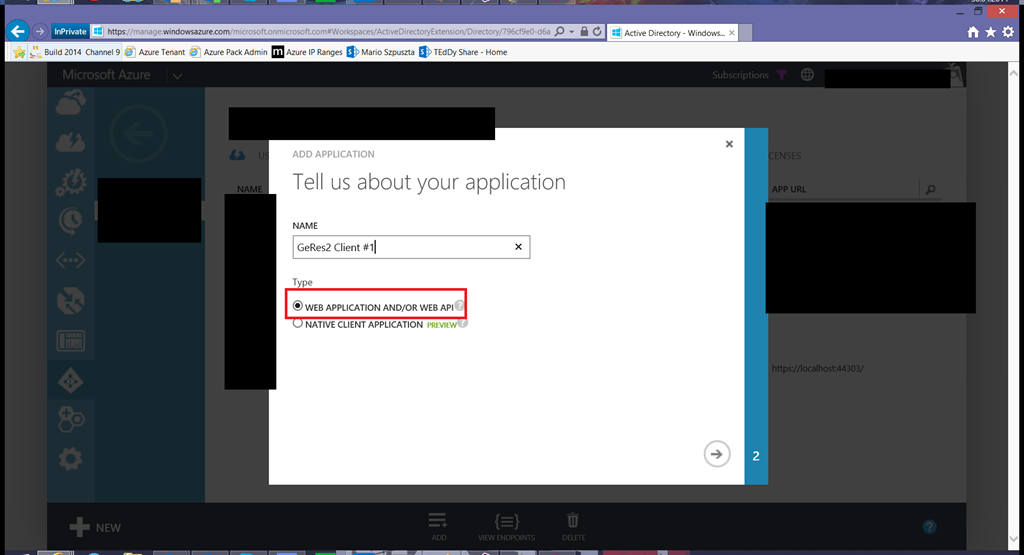 InPrivate
https://manage.windowsazure.com/microsoft.onmicrosoft.com#Workspaces/ActiveDirectoryExtension/Directory/796cf9e0-d6a
Active Directory - Windows...
Build 2014 Channel 9
Azure Tenant
Azure Pack Admin
Azure IP Ranges
Mario Szpuszta
TEdDy Share - Home
Microsoft Azure
Subscriptions
ADD APPLICATION
US
CENSES
Tell us about your application
NAME
APP URL
NAME
GeRes2 Client #1
Type
WEB APPLICATION AND/OR WEB API
NATIVE CLIENT APPLICATION PREVIEW
https://localhost:44303/
2
NEW
ADD
VIEW ENDPOINTS
DELETE